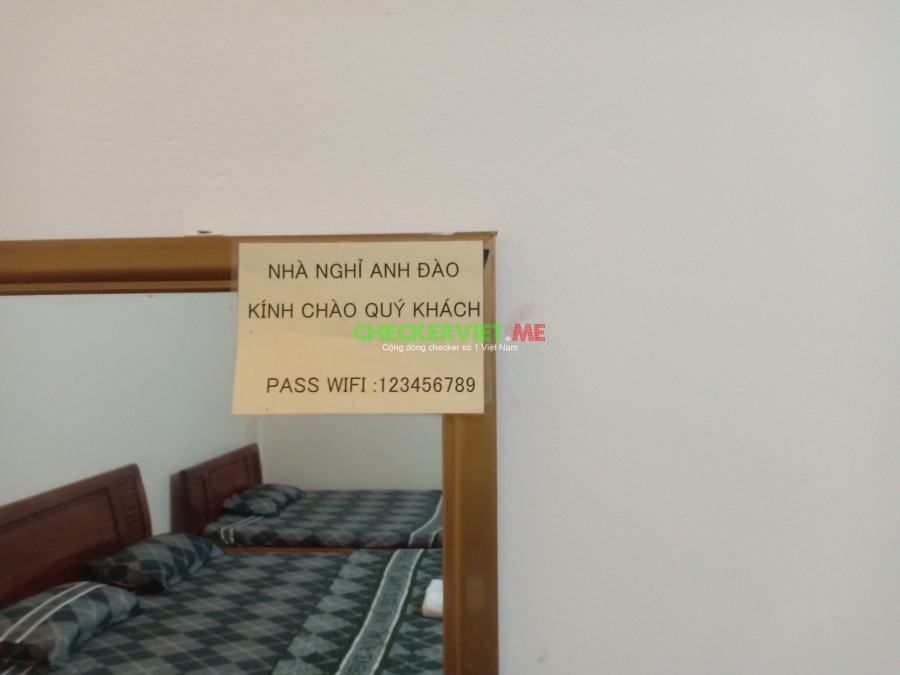 NHÀ NGHỈ ANH ĐÀO
KÍNH CHÀO QUÝ KHÁCH
CHECKERVIET.ME
Cộng đồng checker số 1 Việt Nam
PASS WIFI :123456789